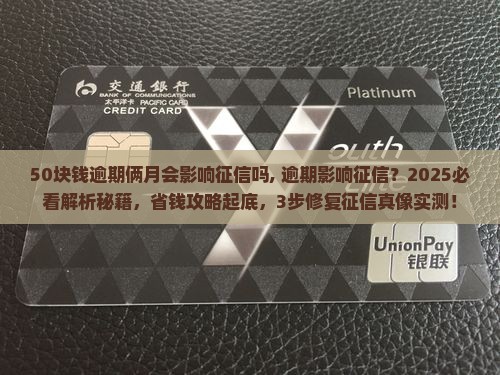 交通銀行
BANK OF COMMUNICATIONS
太平洋卡 PACIFIC CARD
CREDIT CARD
Platinum
50块钱逾期俩月会影响征信吗, 逾期影响征信？2025必
看解析秘籍，省钱攻略起底，3步修复征信真像实测！
UnionPay
银联